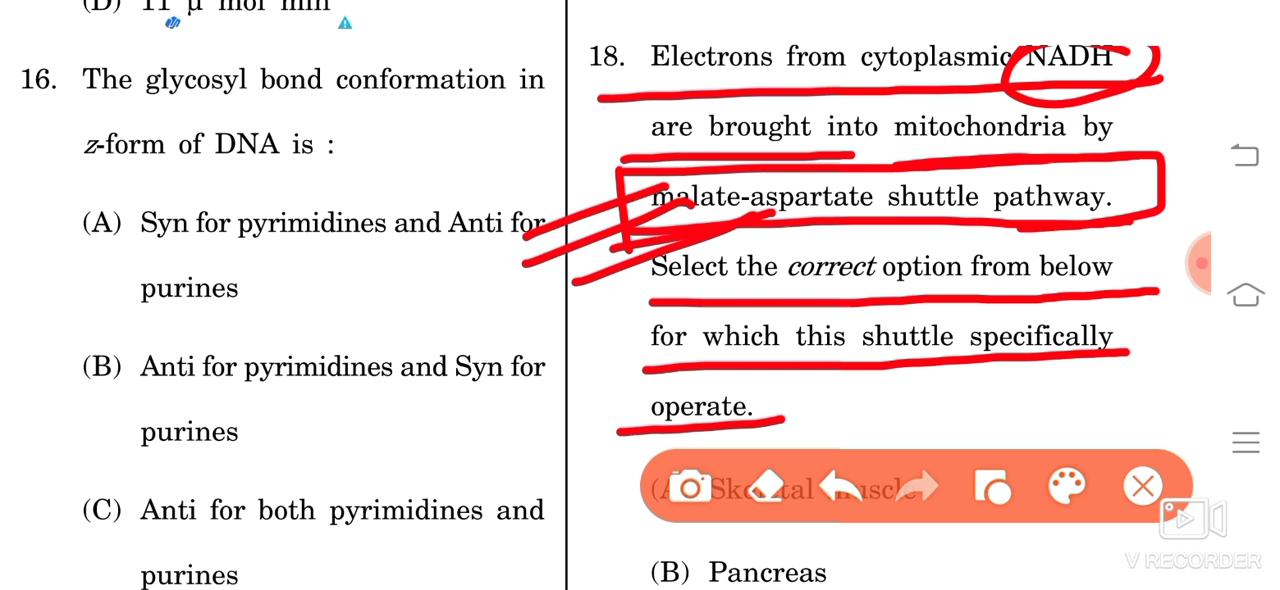 (D) 11 μ mol min
16. The glycosyl bond conformation in
z-form of DNA is :
(A) Syn for pyrimidines and Anti for
purines
(B) Anti for pyrimidines and Syn for
purines
(C) Anti for both pyrimidines and
purines
18. Electrons from cytoplasmic NADH
are brought into mitochondria by
malate-aspartate shuttle pathway.
Select the correct option from below
for which this shuttle specifically
operate.
(A) Skeletal muscle
(B) Pancreas
V RECORDER